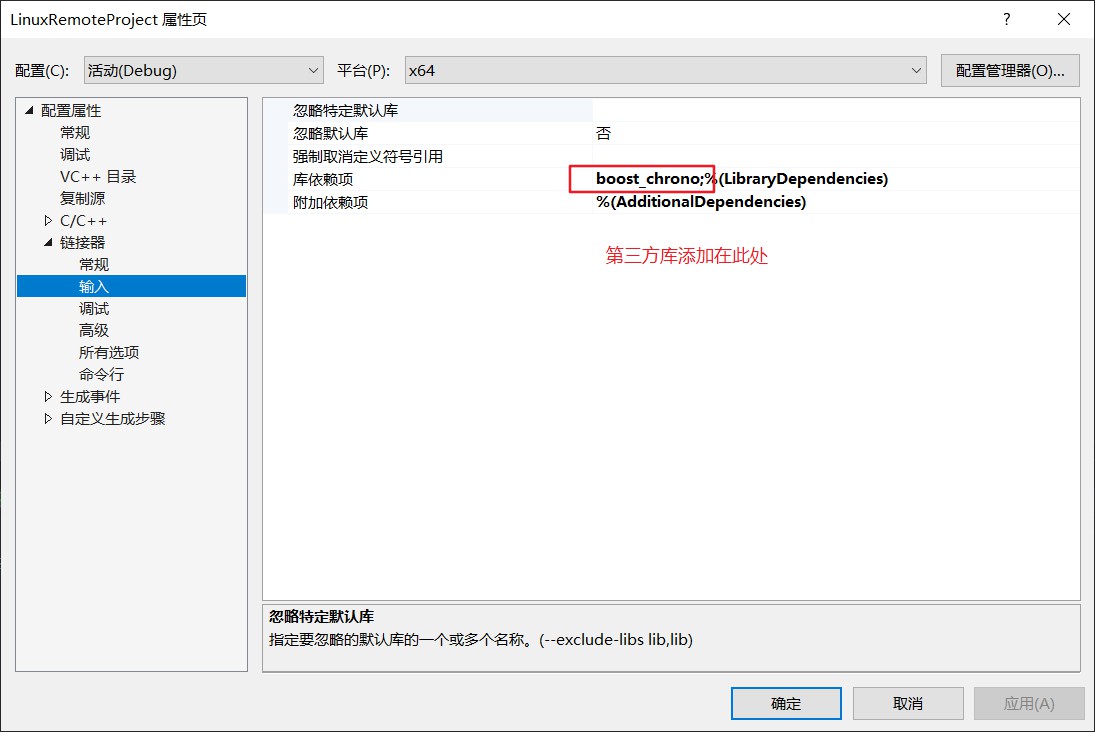 LinuxRemoteProject 属性页
?
配置(C): 活动(Debug) 平台(P): x64 配置管理器(O)...
配置属性
常规
调试
VC++ 目录
复制源
C/C++
链接器
常规
输入
调试
高级
所有选项
命令行
生成事件
自定义生成步骤
忽略特定默认库
忽略默认库 否
强制取消定义符号引用
库依赖项 boost_chrono;%(LibraryDependencies)
附加依赖项 %(AdditionalDependencies)
第三方库添加在此处
忽略特定默认库
指定要忽略的默认库的一个或多个名称。(--exclude-libs lib,lib)
确定 取消 应用(A)